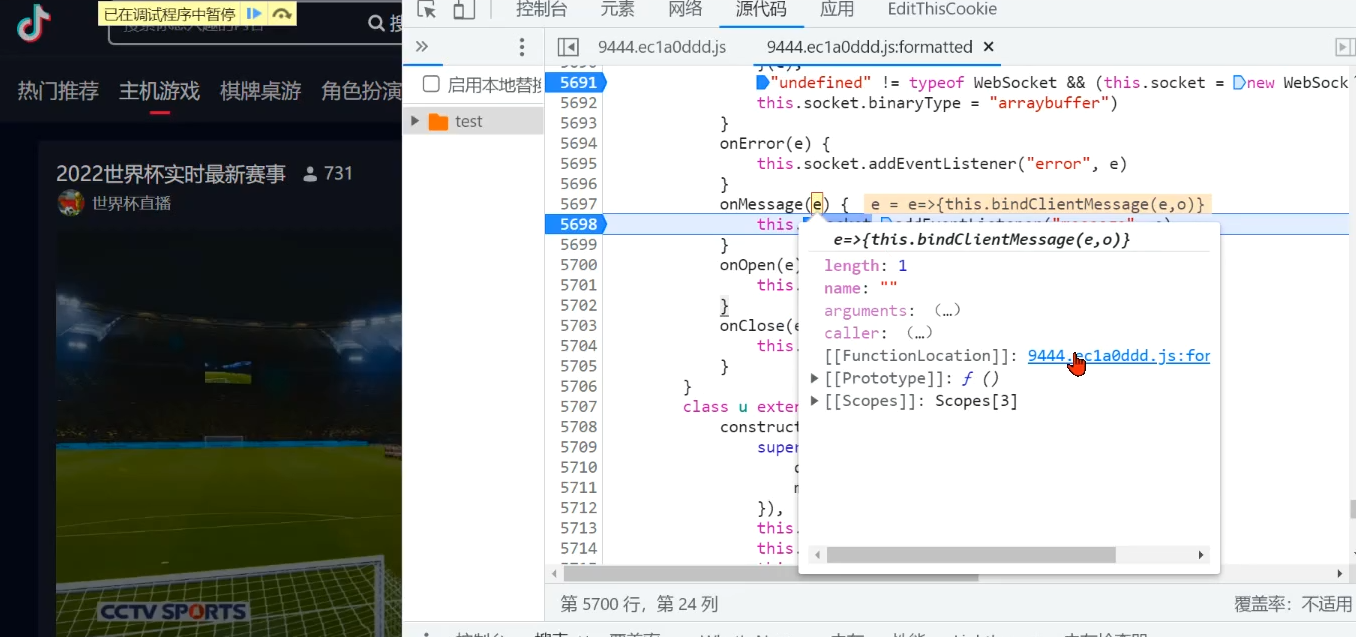 已在调试程序中暂停
搜
热门推荐 主机游戏 棋牌桌游 角色扮演
2022世界杯实时最新赛事 731
世界杯直播
CCTV SPORTS
控制台 元素 网络 源代码 应用 EditThisCookie
»
9444.ec1a0ddd.js 9444.ec1a0ddd.js:formatted ×
启用本地替换
test
5691 "undefined" != typeof WebSocket && (this.socket = new WebSock
5692 this.socket.binaryType = "arraybuffer")
5693 }
5694 onError(e) {
5695 this.socket.addEventListener("error", e)
5696 }
5697 onMessage(e) { e = e=>{this.bindClientMessage(e,o)}
5698 this.
5699 }
5700 onOpen(e)
5701 this.
5702 }
5703 onClose(e
5704 this.
5705 }
5706 }
5707 class u exten
5708 construct
5709 super
5710
5711
5712 }),
5713 this.
5714 this.
e=>{this.bindClientMessage(e,o)}
length: 1
name: ""
arguments: (…)
caller: (…)
[[FunctionLocation]]: 9444.ec1a0ddd.js:for
[[Prototype]]: ƒ ()
[[Scopes]]: Scopes[3]
第 5700 行，第 24 列
覆盖率：不适用